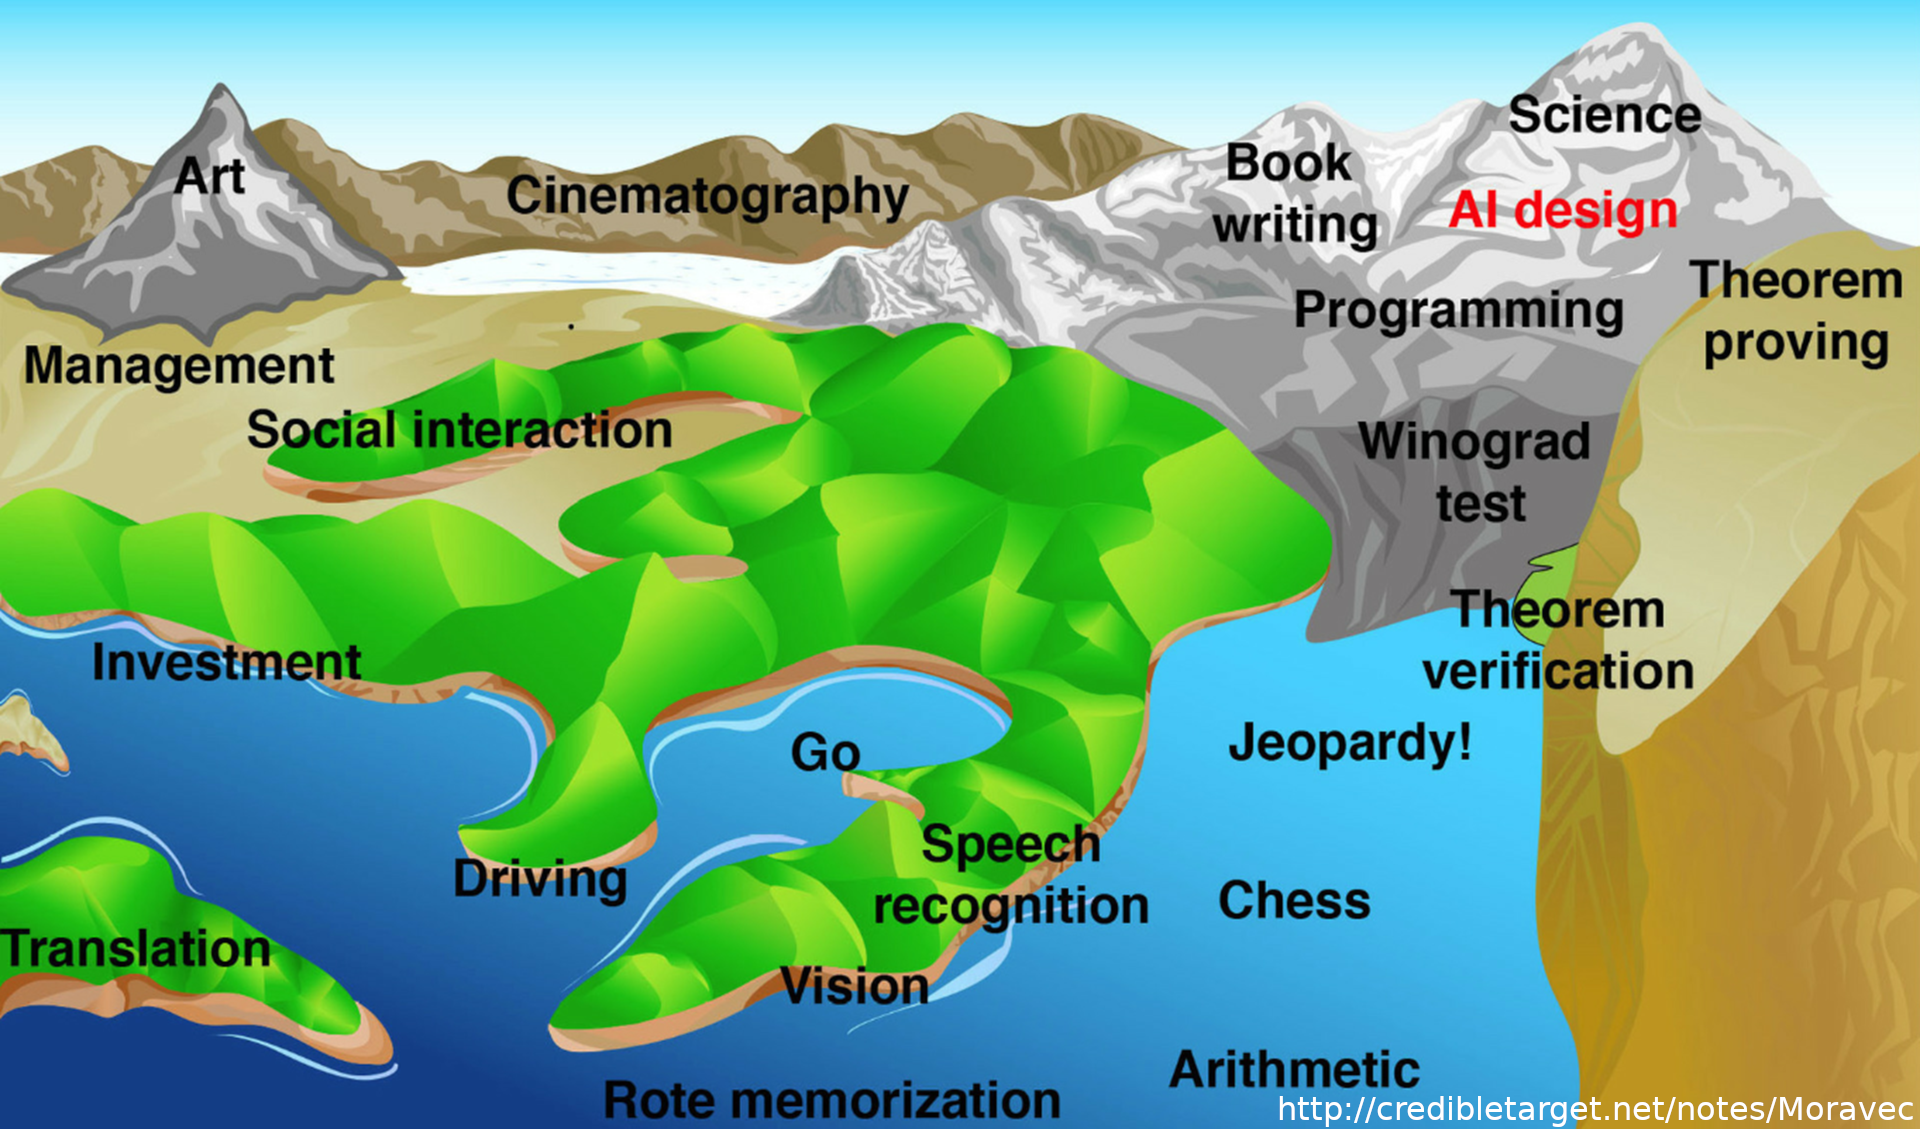 Science
Art
Book
writing
Cinematography
AI design
Theorem
proving
Programming
Management
Social interaction
Winograd
test
Theorem
verification
Investment
Jeopardy!
Go
Speech
recognition
Driving
Chess
Translation
Vision
Arithmetic
Rote memorization
http://credibletarget.net/notes/Moravec